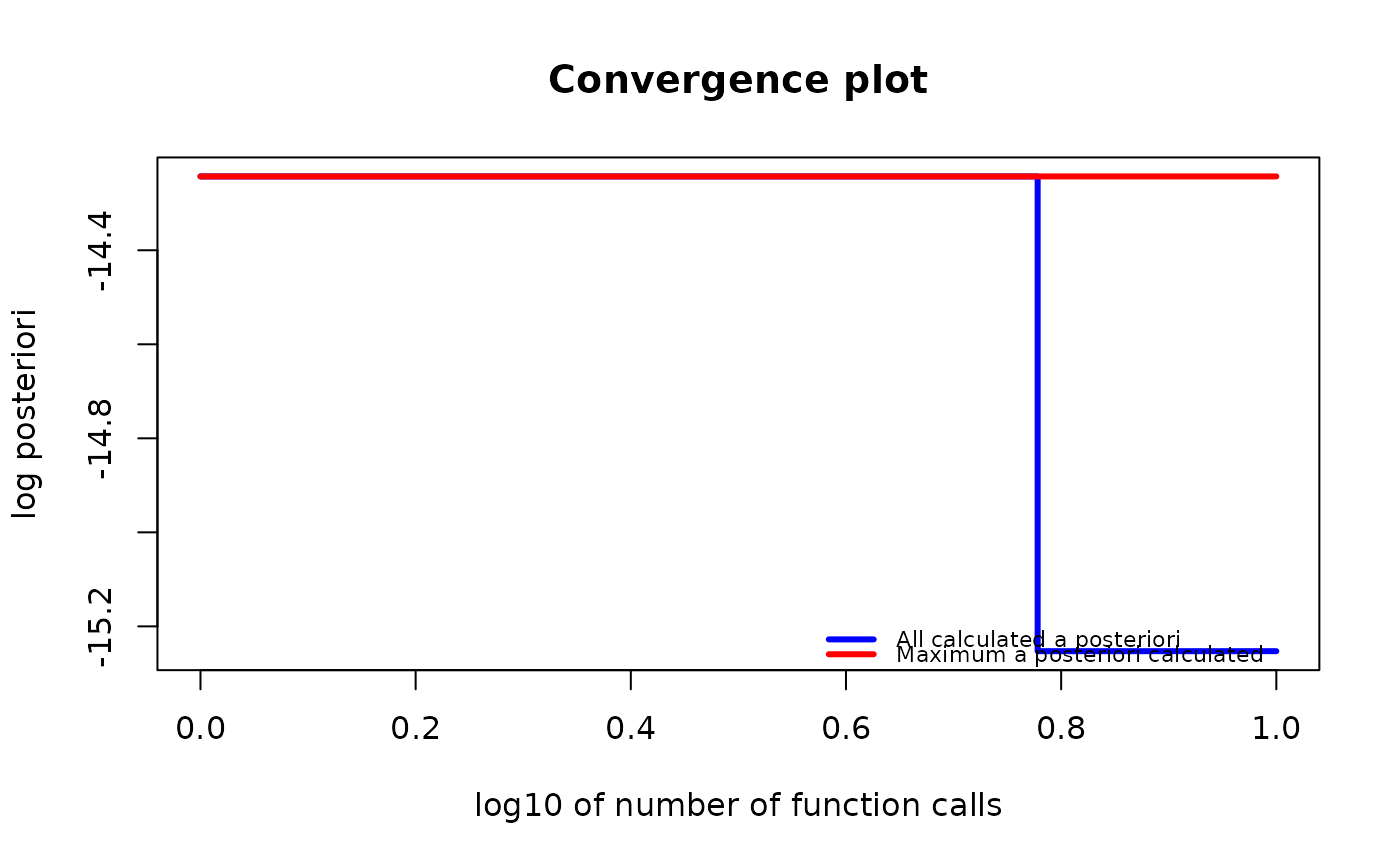 Convergence plot
log posteriori
-14.4
-14.8
-15.2
All calculated a posteriori
Maximum a posteriori calculated
0.0 0.2 0.4 0.6 0.8 1.0
log10 of number of function calls